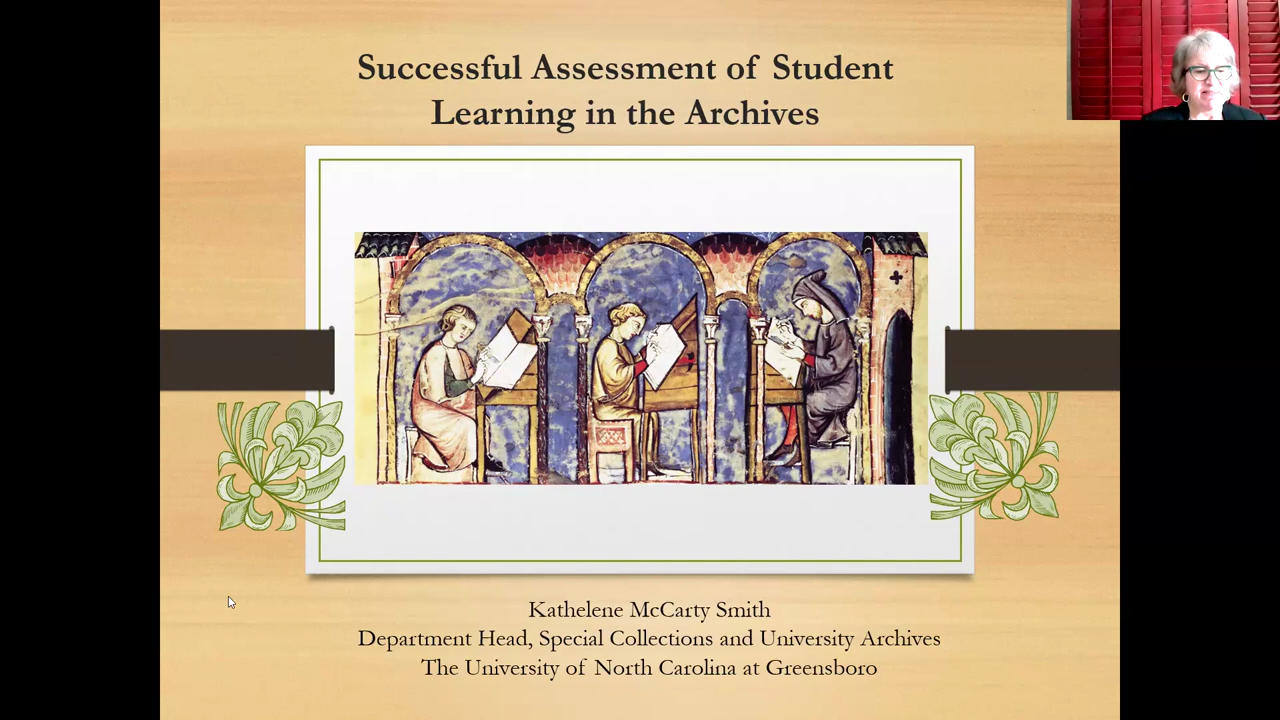 Successful Assessment of Student
Learning in the Archives
Kathelene McCarty Smith
Department Head, Special Collections and University Archives
The University of North Carolina at Greensboro